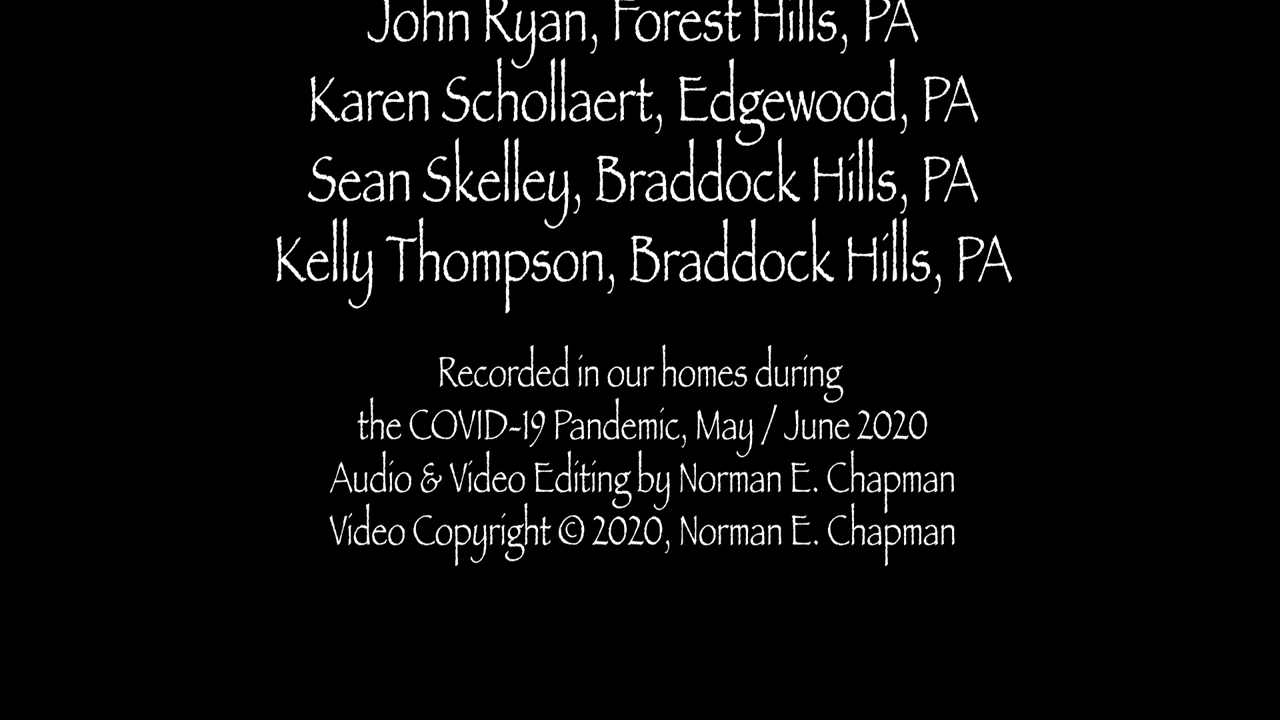 John Ryan, Forest Hills, PA
Karen Schollaert, Edgewood, PA
Sean Skelley, Braddock Hills, PA
Kelly Thompson, Braddock Hills, PA
Recorded in our homes during
the COVID-19 Pandemic, May / June 2020
Audio & Video Editing by Norman E. Chapman
Video Copyright © 2020, Norman E. Chapman